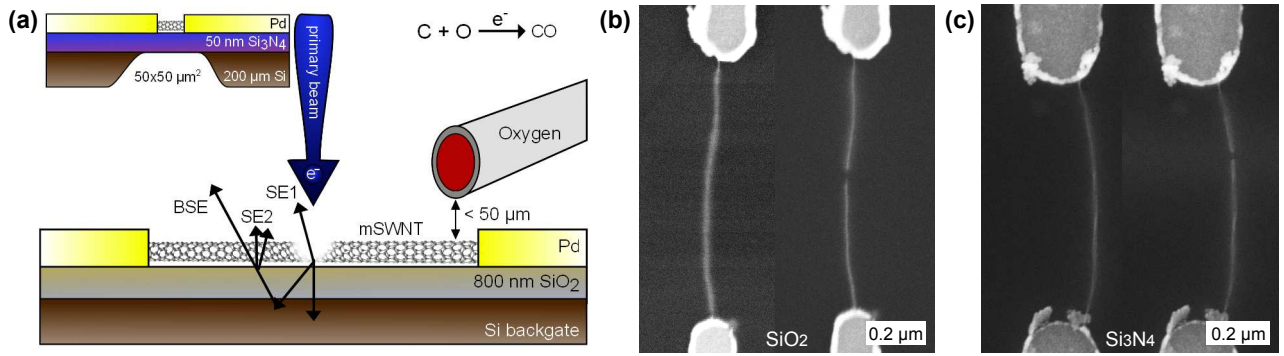 (a)
Pd
50 nm Si₃N₄
50x50 µm²
200 µm Si
primary beam
e⁻
C + O e⁻ CO
Oxygen
BSE
SE2
SE1
mSWNT
< 50 µm
Pd
800 nm SiO₂
Si backgate
(b)
SiO₂
0.2 µm
(c)
Si₃N₄
0.2 µm